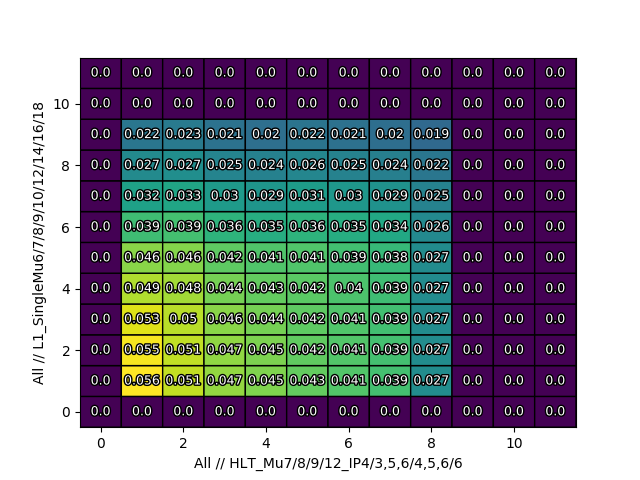 All // L1_SingleMu6/7/8/9/10/12/14/16/18
0.0 0.0 0.0 0.0 0.0 0.0 0.0 0.0 0.0 0.0 0.0 0.0
10 0.0 0.0 0.0 0.0 0.0 0.0 0.0 0.0 0.0 0.0 0.0 0.0
0.0 0.022 0.023 0.021 0.02 0.022 0.021 0.02 0.019 0.0 0.0 0.0
8 0.0 0.027 0.027 0.025 0.024 0.026 0.025 0.024 0.022 0.0 0.0 0.0
0.0 0.032 0.033 0.03 0.029 0.031 0.03 0.029 0.025 0.0 0.0 0.0
6 0.0 0.039 0.039 0.036 0.035 0.036 0.035 0.034 0.026 0.0 0.0 0.0
0.0 0.046 0.046 0.042 0.041 0.041 0.039 0.038 0.027 0.0 0.0 0.0
4 0.0 0.049 0.048 0.044 0.043 0.042 0.04 0.039 0.027 0.0 0.0 0.0
0.0 0.053 0.05 0.046 0.044 0.042 0.041 0.039 0.027 0.0 0.0 0.0
2 0.0 0.055 0.051 0.047 0.045 0.042 0.041 0.039 0.027 0.0 0.0 0.0
0.0 0.056 0.051 0.047 0.045 0.043 0.041 0.039 0.027 0.0 0.0 0.0
0 0.0 0.0 0.0 0.0 0.0 0.0 0.0 0.0 0.0 0.0 0.0 0.0
0 2 4 6 8 10
All // HLT_Mu7/8/9/12_IP4/3,5,6/4,5,6/6